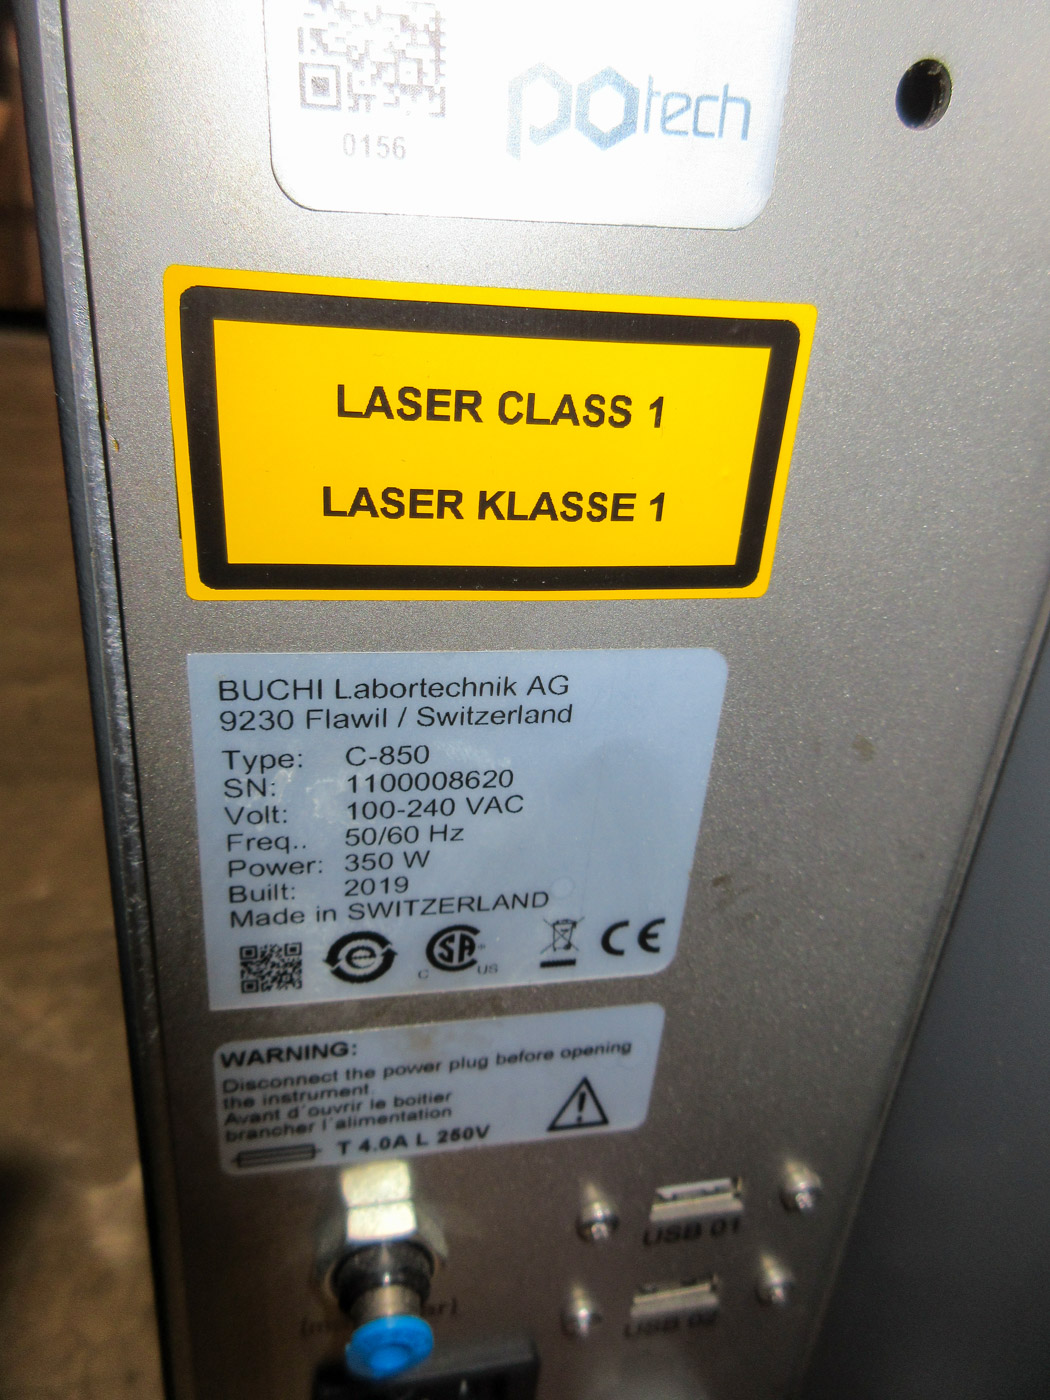 0156
potech
LASER CLASS 1
LASER KLASSE 1
BUCHI Labortechnik AG
9230 Flawil / Switzerland
Type: C-850
SN: 1100008620
Volt: 100-240 VAC
Freq.. 50/60 Hz
Power: 350 W
Built: 2019
Made in SWITZERLAND
e
C SA US
CE
WARNING:
Disconnect the power plug before opening
the instrument
Avant d'ouvrir le boitier
brancher l'alimentation
T 4.0A L 250V
USB 01
USB 02